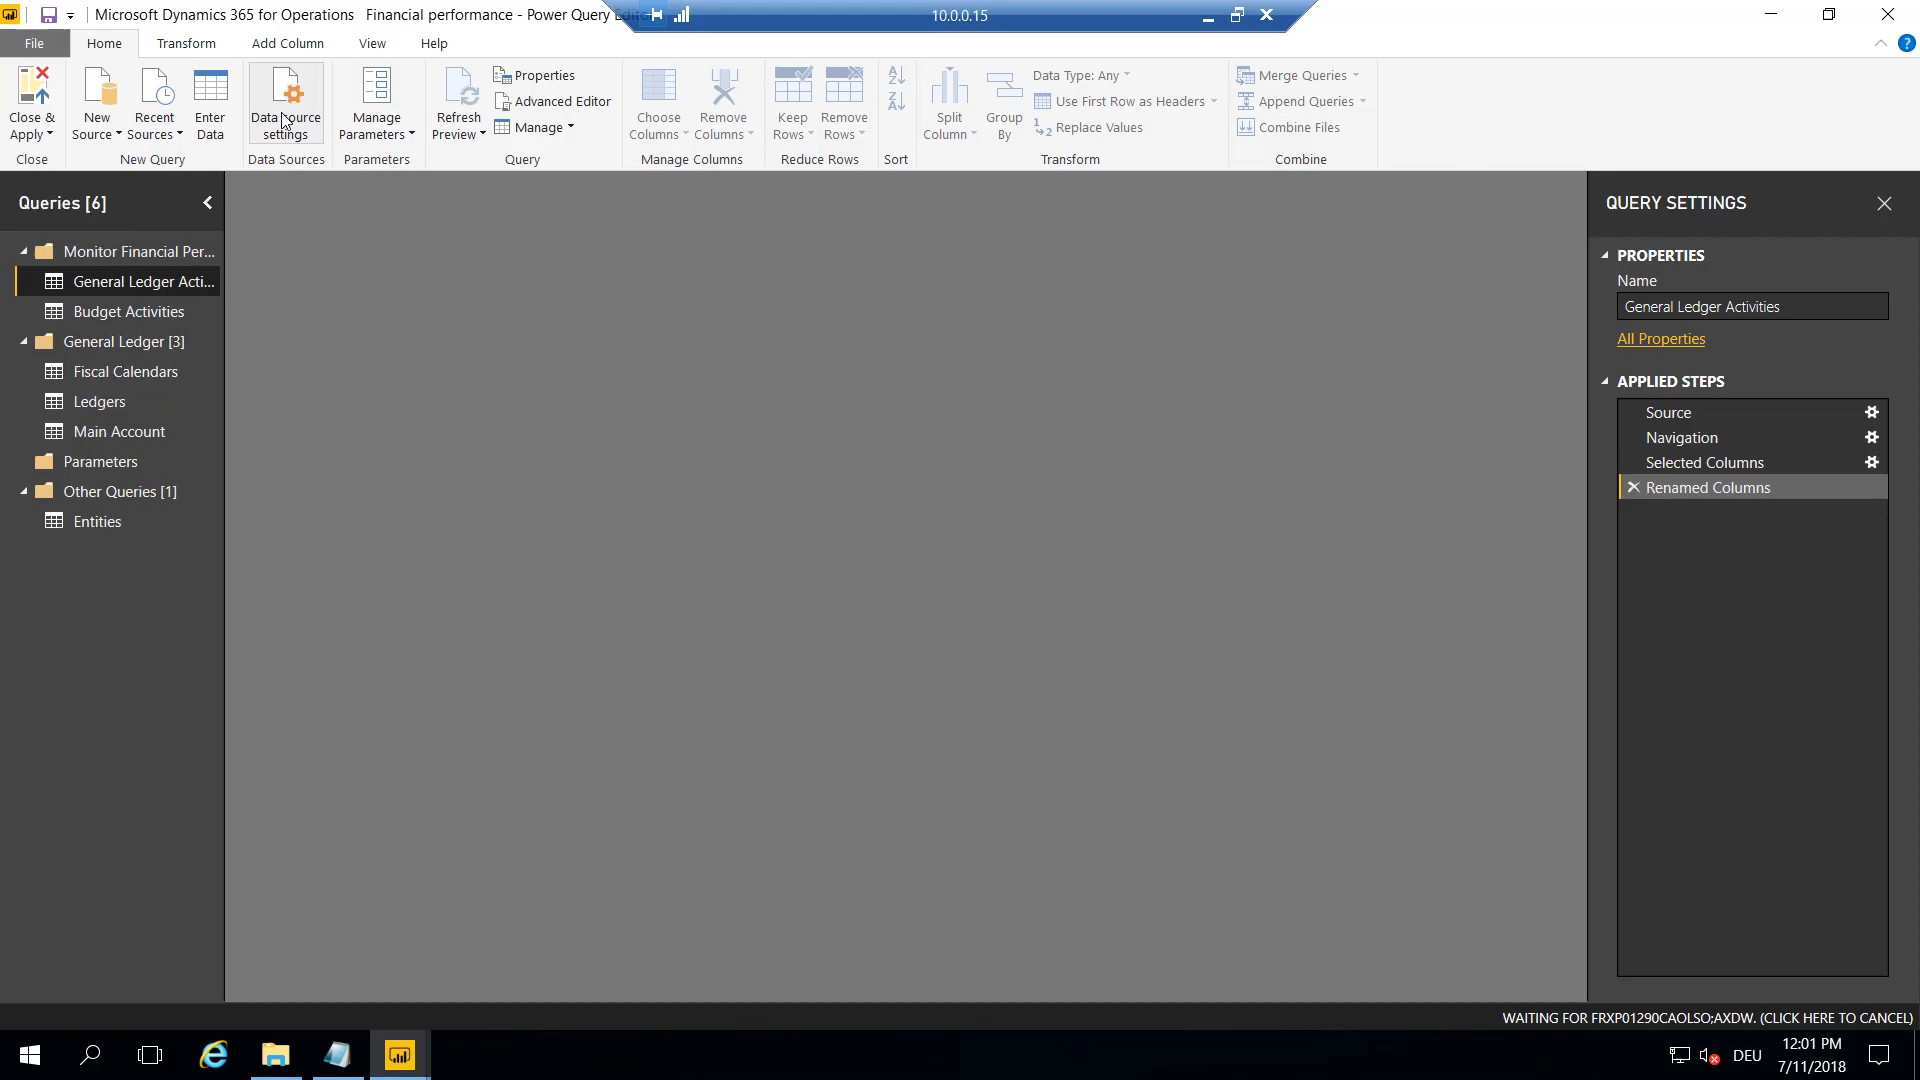 Microsoft Dynamics 365 for Operations    Financial performance - Power Query
10.0.0.15
File    Home    Transform    Add Column    View    Help
Close & Apply
New Source
Recent Sources
Enter Data
Data source settings
Manage Parameters
Refresh Preview
Properties
Advanced Editor
Manage
Choose Columns
Remove Columns
Keep Rows
Remove Rows
A Z
Z A
Split Column
Group By
Data Type: Any
Use First Row as Headers
1 2 Replace Values
Merge Queries
Append Queries
Combine Files
Close    New Query    Data Sources    Parameters    Query    Manage Columns    Reduce Rows    Sort    Transform    Combine
Queries [6]
Monitor Financial Per...
General Ledger Acti...
Budget Activities
General Ledger [3]
Fiscal Calendars
Ledgers
Main Account
Parameters
Other Queries [1]
Entities
QUERY SETTINGS
PROPERTIES
Name
General Ledger Activities
All Properties
APPLIED STEPS
Source
Navigation
Selected Columns
Renamed Columns
WAITING FOR FRXP01290CAOLSO;AXDW. (CLICK HERE TO CANCEL)
DEU
12:01 PM
7/11/2018